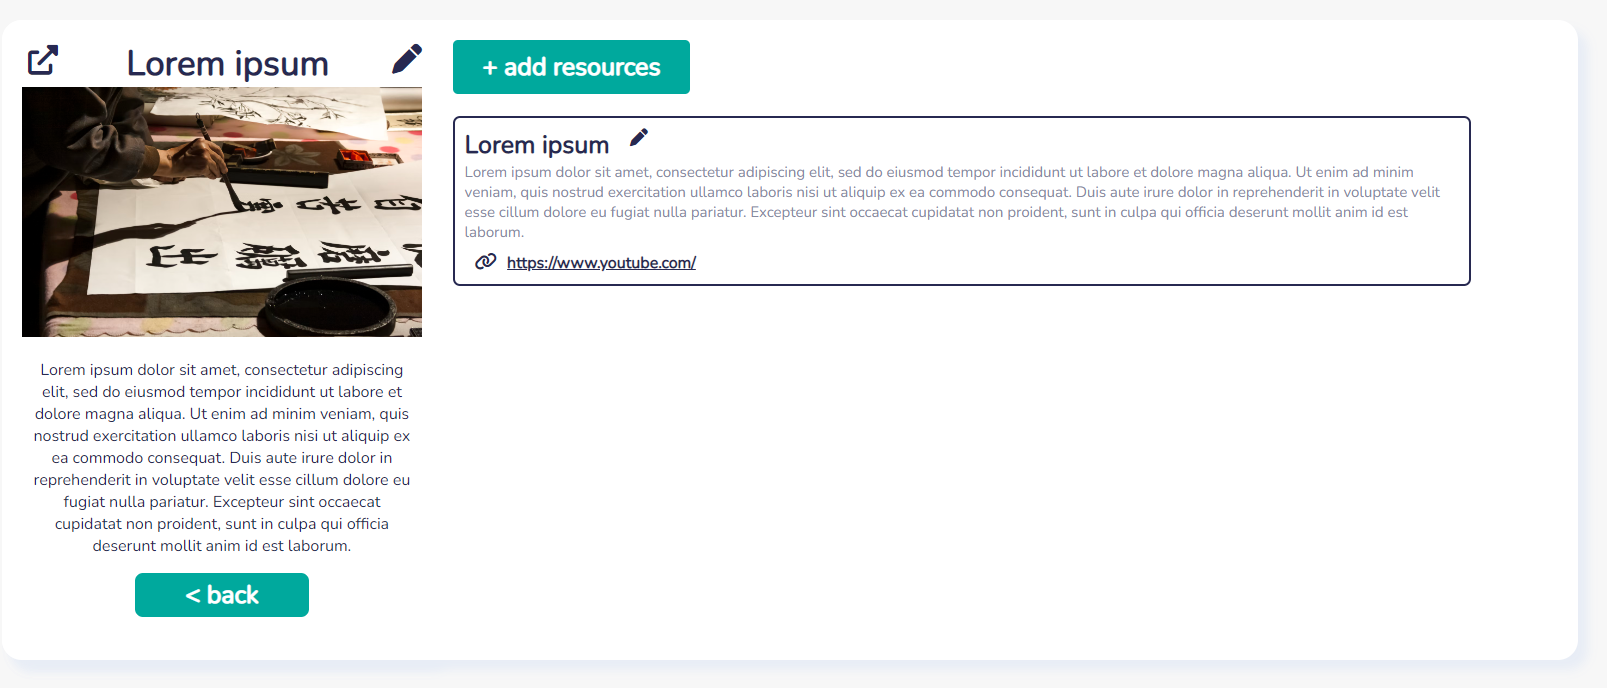 Lorem ipsum
Lorem ipsum dolor sit amet, consectetur adipiscing
elit, sed do eiusmod tempor incididunt ut labore et
dolore magna aliqua. Ut enim ad minim veniam, quis
nostrud exercitation ullamco laboris nisi ut aliquip ex
ea commodo consequat. Duis aute irure dolor in
reprehenderit in voluptate velit esse cillum dolore eu
fugiat nulla pariatur. Excepteur sint occaecat
cupidatat non proident, sunt in culpa qui officia
deserunt mollit anim id est laborum.
< back
+ add resources
Lorem ipsum
Lorem ipsum dolor sit amet, consectetur adipiscing elit, sed do eiusmod tempor incididunt ut labore et dolore magna aliqua. Ut enim ad minim
veniam, quis nostrud exercitation ullamco laboris nisi ut aliquip ex ea commodo consequat. Duis aute irure dolor in reprehenderit in voluptate velit
esse cillum dolore eu fugiat nulla pariatur. Excepteur sint occaecat cupidatat non proident, sunt in culpa qui officia deserunt mollit anim id est
laborum.
https://www.youtube.com/